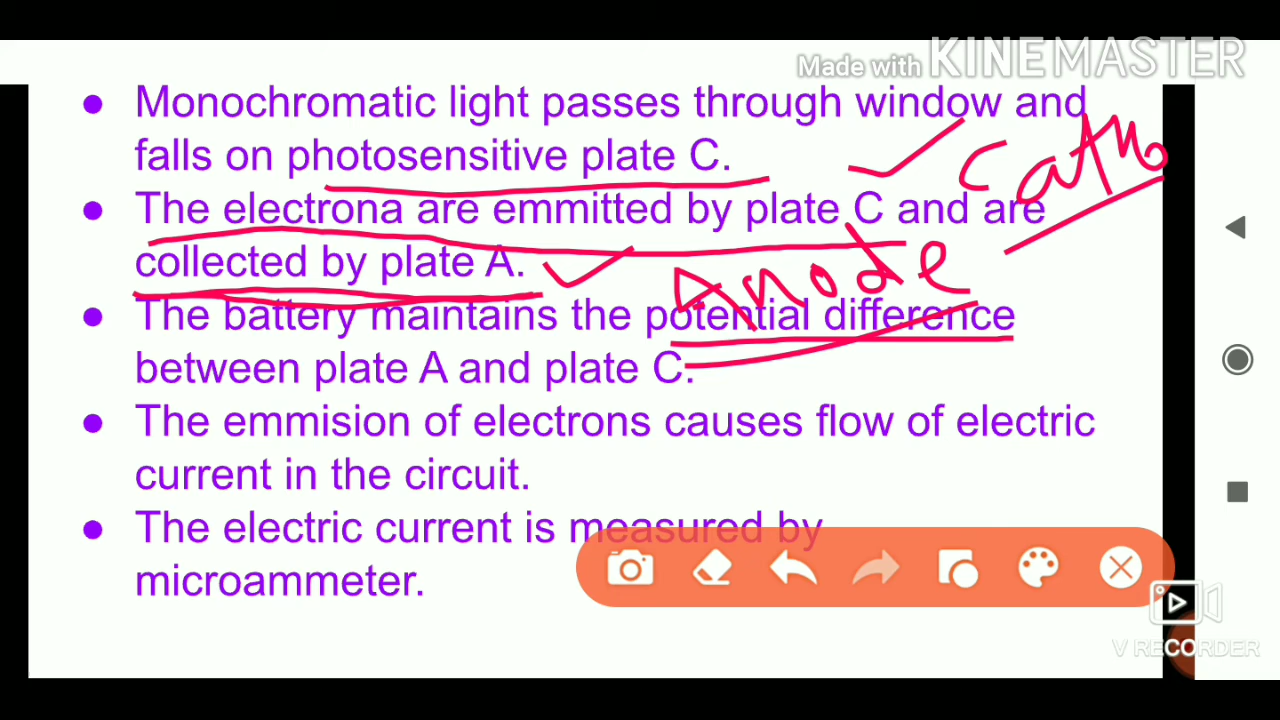 Made with KINEMASTER
● Monochromatic light passes through window and
falls on photosensitive plate C.
Catho
● The electrona are emmitted by plate C and are
collected by plate A.
Anode
● The battery maintains the potential difference
between plate A and plate C.
● The emmision of electrons causes flow of electric
current in the circuit.
● The electric current is measured by
microammeter.
V RECORDER